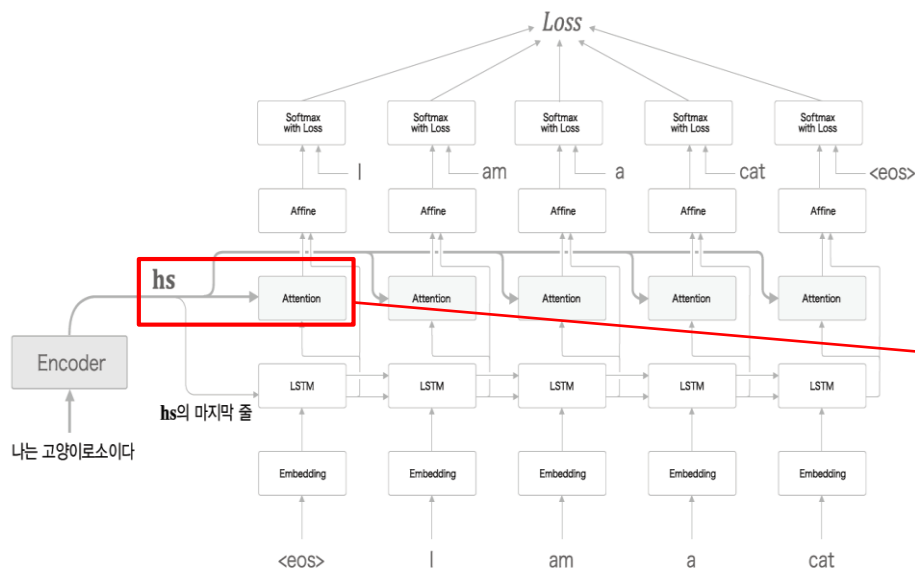 Loss
Softmax
with Loss
Softmax
with Loss
Softmax
with Loss
Softmax
with Loss
Softmax
with Loss
I
am
a
cat
<eos>
Affine
Affine
Affine
Affine
Affine
hs
Attention
Attention
Attention
Attention
Attention
Encoder
LSTM
LSTM
LSTM
LSTM
LSTM
hs의 마지막 줄
나는 고양이로소이다
Embedding
Embedding
Embedding
Embedding
Embedding
<eos>
I
am
a
cat